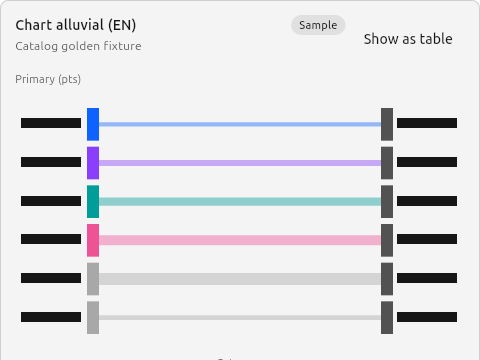 Chart alluvial (EN)
Sample
Show as table
Catalog golden fixture
Primary (pts)